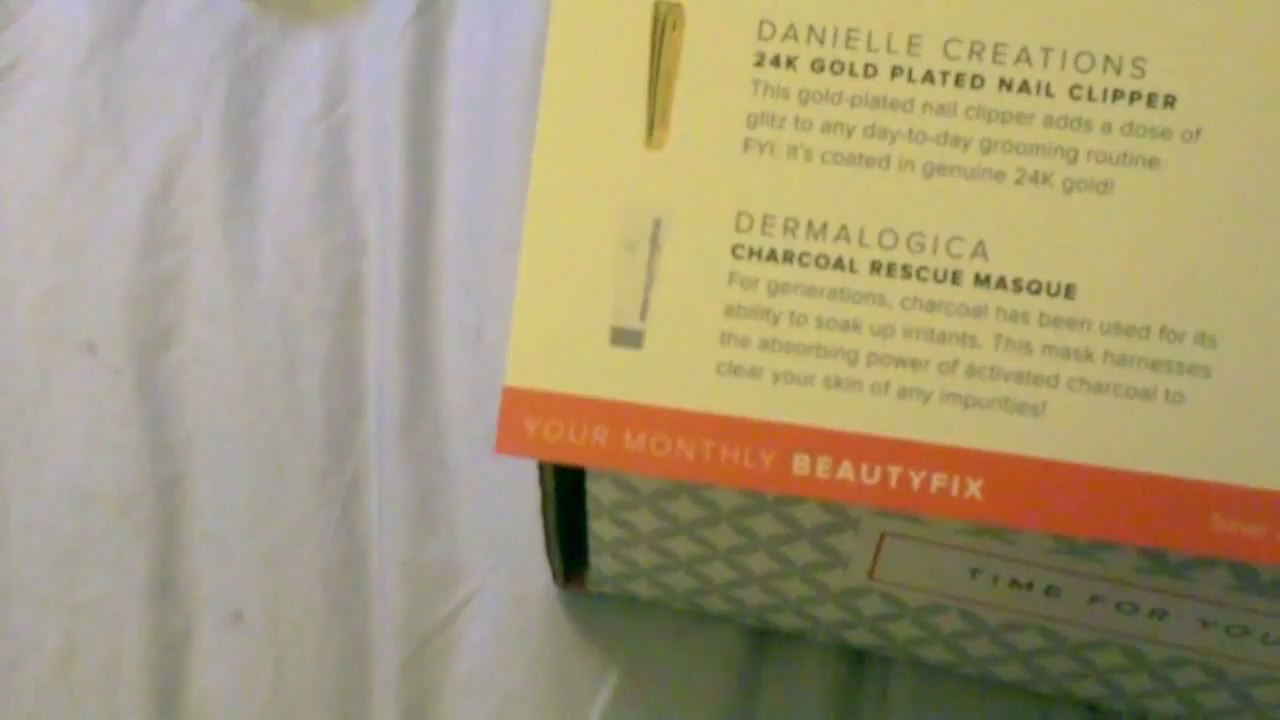 DANIELLE CREATIONS
24K GOLD PLATED NAIL CLIPPER
This gold-plated nail clipper adds a dose of
glitz to any day-to-day grooming routine.
FYI: It's coated in genuine 24K gold!
DERMALOGICA
CHARCOAL RESCUE MASQUE
For generations, charcoal has been used for its
ability to soak up irritants. This mask harnesses
the absorbing power of activated charcoal to
clear your skin of any impurities!
YOUR MONTHLY BEAUTYFIX
TIME FOR YOU